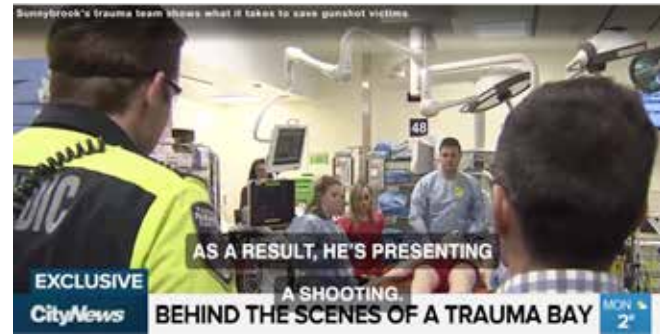 Sunnybrook's trauma team shows what it takes to save gunshot victims
48
DIC
AS A RESULT, HE'S PRESENTING
A SHOOTING.
EXCLUSIVE
CityNews
BEHIND THE SCENES OF A TRAUMA BAY
MON
2°